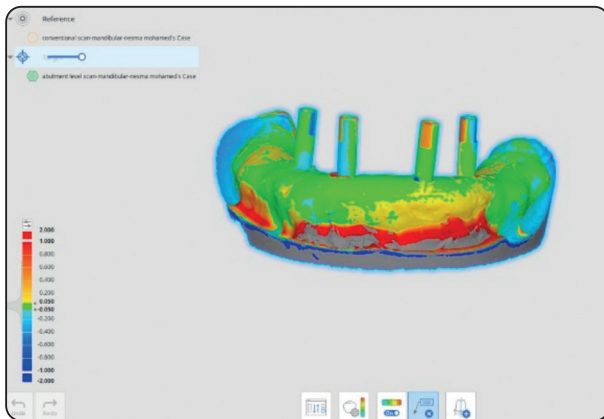 Reference
conventional scan-mandibular-nesma mohamed's Case
abutment level scan-mandibular-nesma mohamed's Case
2.000
1.000
0.800
0.600
0.400
0.200
0.050
-0.050
-0.200
-0.400
-0.600
-0.800
-1.000
-2.000
Undo
Redo